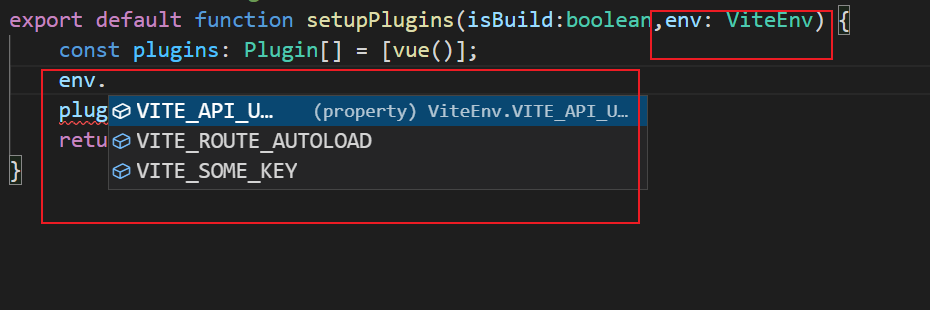 export default function setupPlugins(isBuild:boolean,env: ViteEnv) {
const plugins: Plugin[] = [vue()];
env.
plug
VITE_API_U… (property) ViteEnv.VITE_API_U…
VITE_ROUTE_AUTOLOAD
retu
VITE_SOME_KEY
}